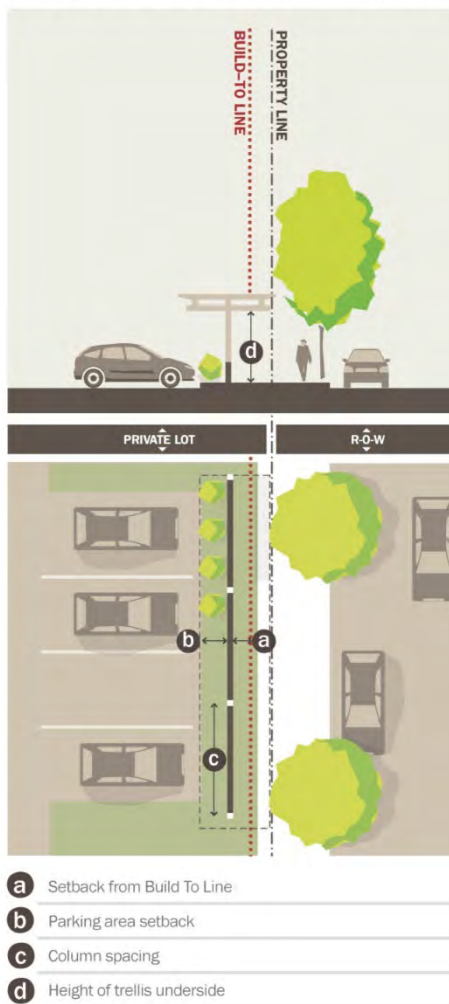 BUILD–TO LINE
PROPERTY LINE
d
PRIVATE LOT
R-O-W
b
a
c
a Setback from Build To Line
b Parking area setback
c Column spacing
d Height of trellis underside